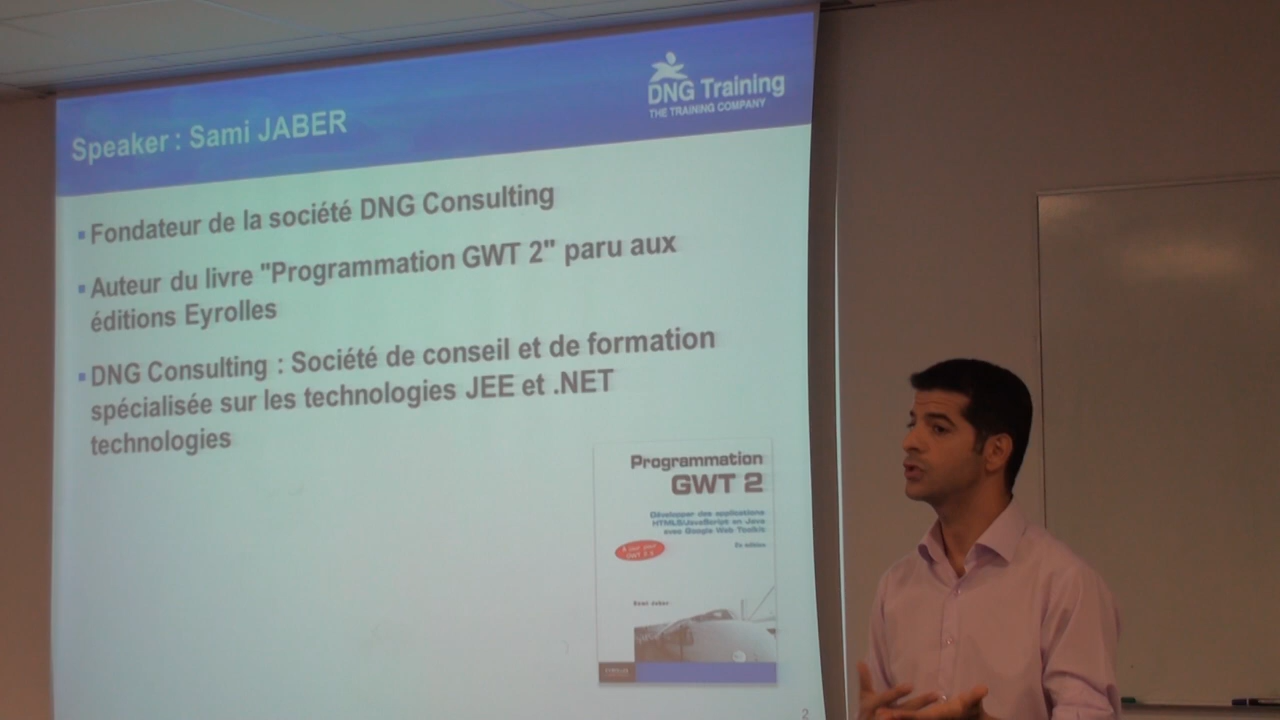 DNG Training
THE TRAINING COMPANY
Speaker : Sami JABER
Fondateur de la société DNG Consulting
Auteur du livre "Programmation GWT 2" paru aux
éditions Eyrolles
DNG Consulting : Société de conseil et de formation
spécialisée sur les technologies JEE et .NET
technologies
Programmation
GWT 2
Développer des applications
HTML5/JavaScript en Java
avec Google Web Toolkit
2e édition
Sami Jaber
2